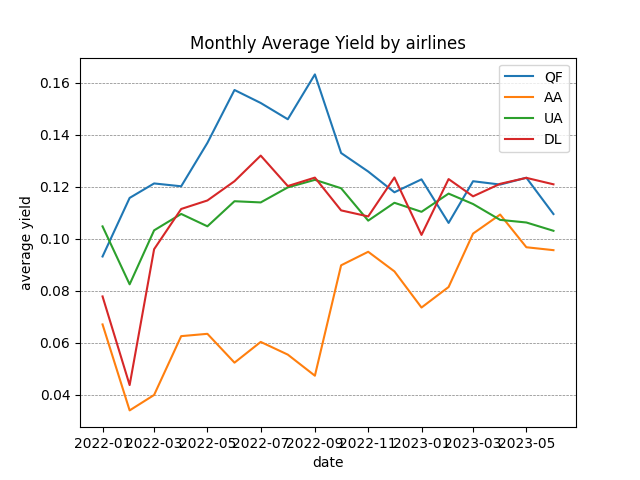 Monthly Average Yield by airlines
QF
AA
UA
DL
0.16
0.14
0.12
0.10
0.08
0.06
0.04
average yield
2022-01 2022-03 2022-05 2022-07 2022-09 2022-11 2023-01 2023-03 2023-05
date